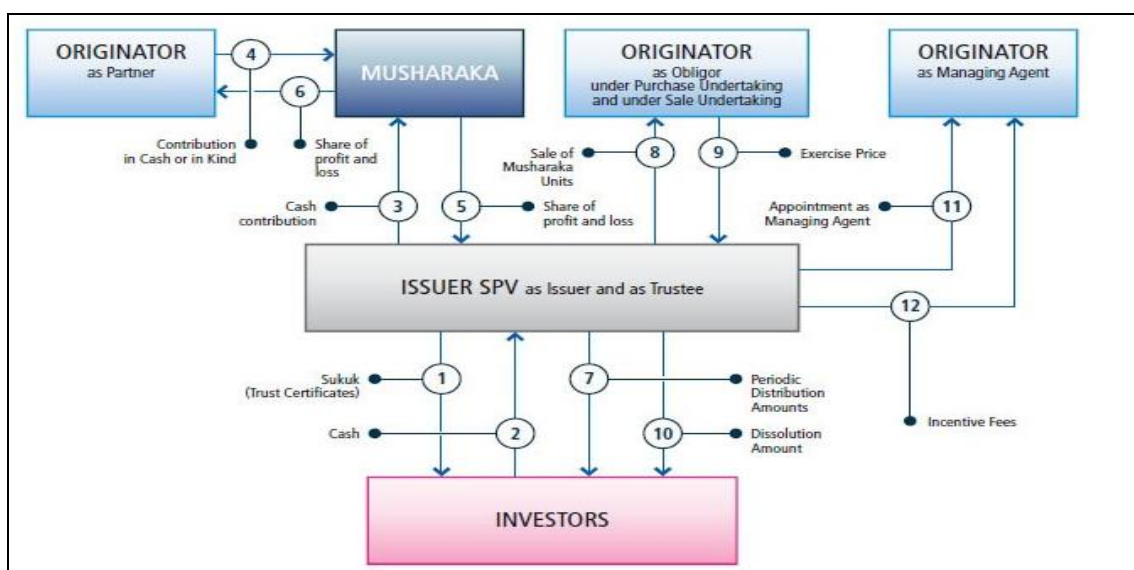 ORIGINATOR
as Partner
4
6
MUSHARAKA
ORIGINATOR
as Obligor
under Purchase Undertaking
and under Sale Undertaking
ORIGINATOR
as Managing Agent
Contribution
in Cash or in Kind
Share of
profit and
loss
Sale of
Musharaka
Units
8
9
Exercise Price
Cash
contribution
3
5
Share of
profit and loss
Appointment as
Managing Agent
11
ISSUER SPV as Issuer and as Trustee
12
Sukuk
(Trust Certificates)
1
7
Periodic
Distribution
Amounts
Cash
2
10
Dissolution
Amount
Incentive Fees
INVESTORS